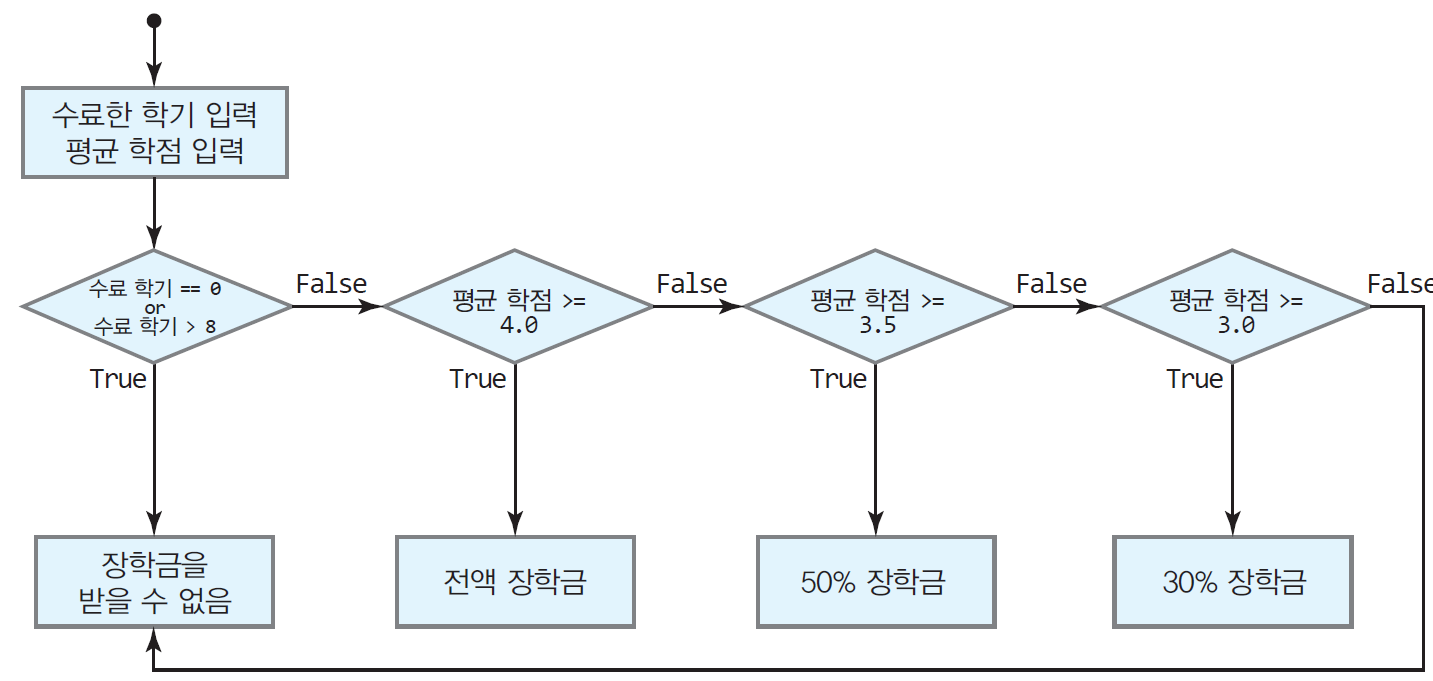 수료한 학기 입력
평균 학점 입력
수료 학기 == 0
or
수료 학기 > 8
False
평균 학점 >=
4.0
False
평균 학점 >=
3.5
False
평균 학점 >=
3.0
False
True
True
True
True
장학금을
받을 수 없음
전액 장학금
50% 장학금
30% 장학금